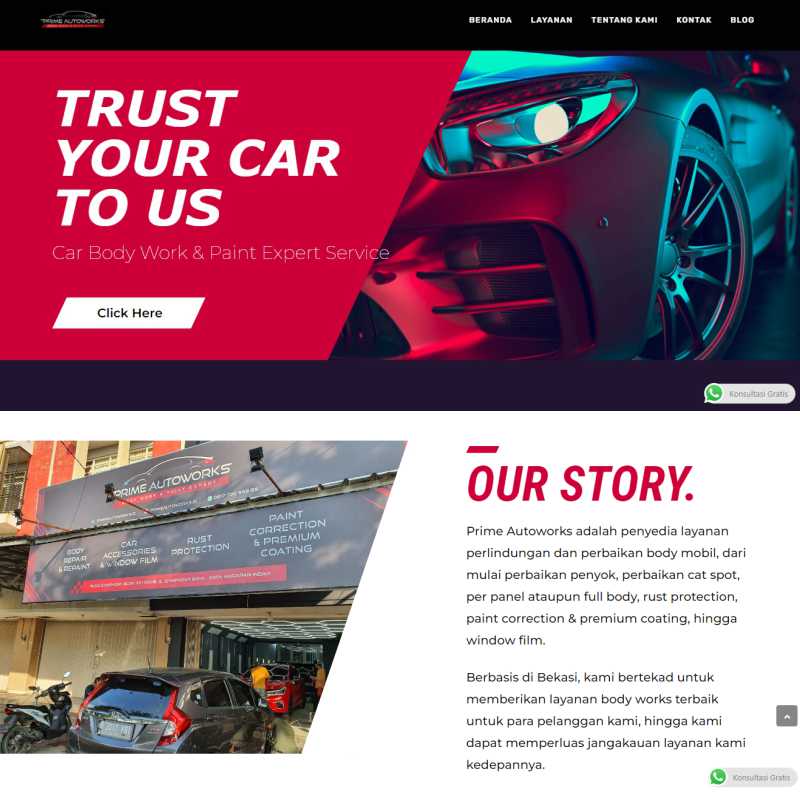 PRIME AUTOWORKS
BERANDA LAYANAN TENTANG KAMI KONTAK BLOG
TRUST
YOUR CAR
TO US
Car Body Work & Paint Expert Service
Click Here
Konsultasi Gratis
PRIME AUTOWORKS
BODY
REPAIR
& REPAINT
CAR
ACCESSORIES
& WINDOW FILM
RUST
PROTECTION
PAINT
CORRECTION
& PREMIUM
COATING
OUR STORY.
Prime Autoworks adalah penyedia layanan
perlindungan dan perbaikan body mobil, dari
mulai perbaikan penyok, perbaikan cat spot,
per panel ataupun full body, rust protection,
paint correction & premium coating, hingga
window film.
Berbasis di Bekasi, kami bertekad untuk
memberikan layanan body works terbaik
untuk para pelanggan kami, hingga kami
dapat memperluas jangakauan layanan kami
kedepannya.
Konsultasi Gratis